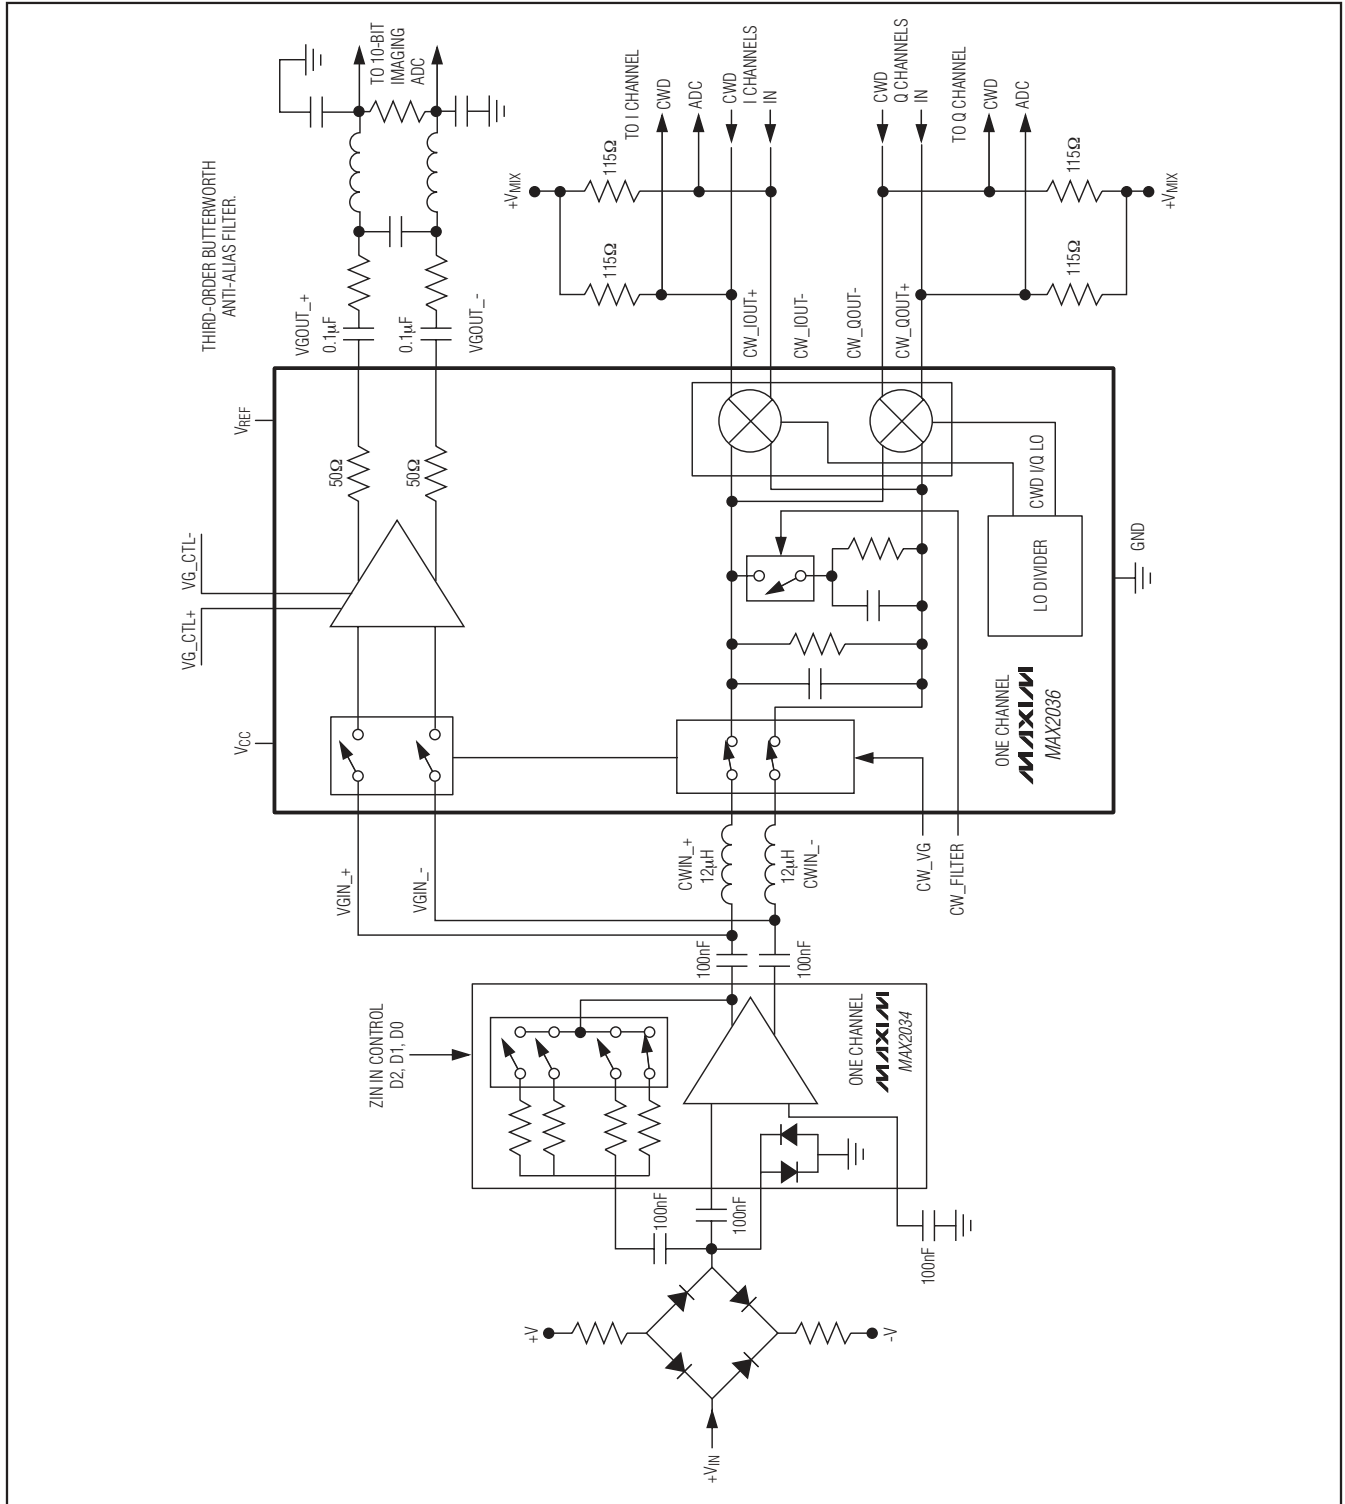 TO 10-BIT
IMAGING
ADC
THIRD-ORDER BUTTERWORTH
ANTI-ALIAS FILTER.
VGOUT_+
0.1μF
0.1μF
VGOUT_-
+VMIX
115Ω
115Ω
TO I CHANNEL
CWD
ADC
CWD
I CHANNELS
IN
CWD
Q CHANNELS
IN
TO Q CHANNEL
CWD
ADC
115Ω
115Ω
+VMIX
CW_IOUT+
CW_IOUT-
CW_QOUT-
CW_QOUT+
VREF
50Ω
50Ω
VG_CTL-
VG_CTL+
VCC
CWD I/Q LO
LO DIVIDER
GND
ONE CHANNEL
MAXIM
MAX2036
VGIN_+
VGIN_-
CWIN_+
12μH
12μH
CWIN_-
CW_VG
CW_FILTER
100nF
100nF
ZIN IN CONTROL
D2, D1, D0
ONE CHANNEL
MAXIM
MAX2034
100nF
100nF
100nF
+V
-V
+VIN